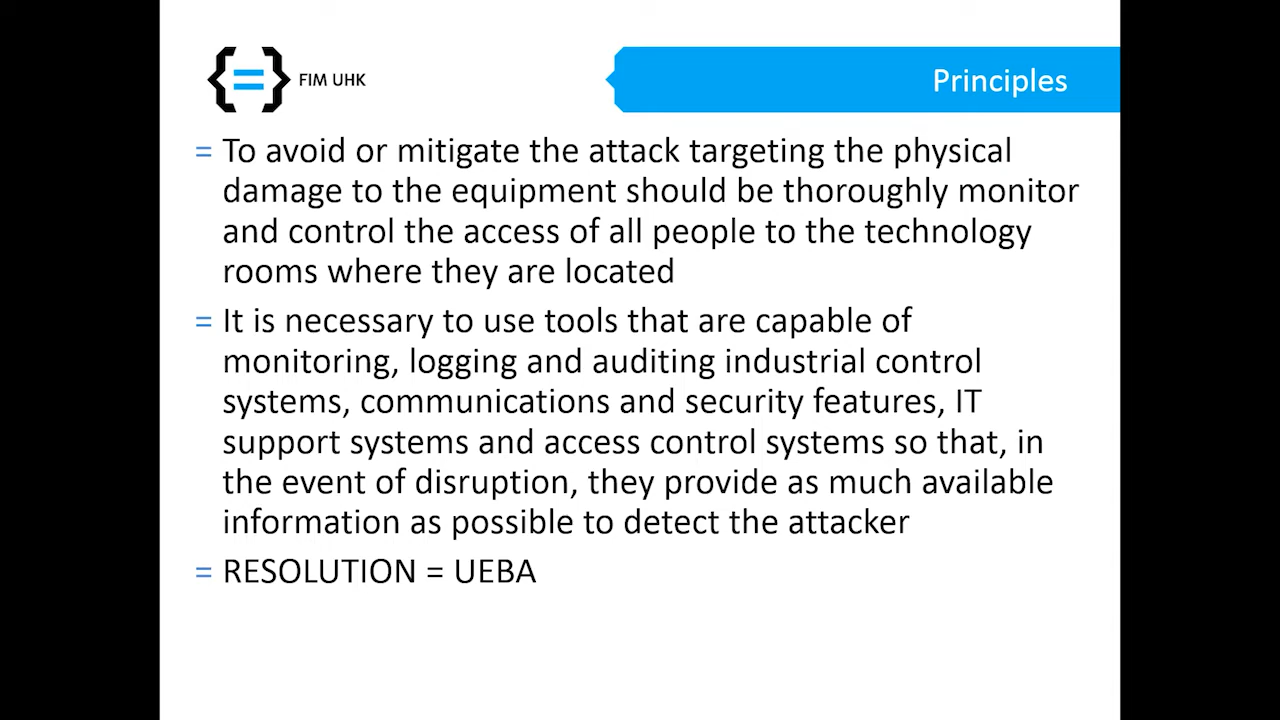 FIM UHK
Principles
= To avoid or mitigate the attack targeting the physical
damage to the equipment should be thoroughly monitor
and control the access of all people to the technology
rooms where they are located
= It is necessary to use tools that are capable of
monitoring, logging and auditing industrial control
systems, communications and security features, IT
support systems and access control systems so that, in
the event of disruption, they provide as much available
information as possible to detect the attacker
= RESOLUTION = UEBA